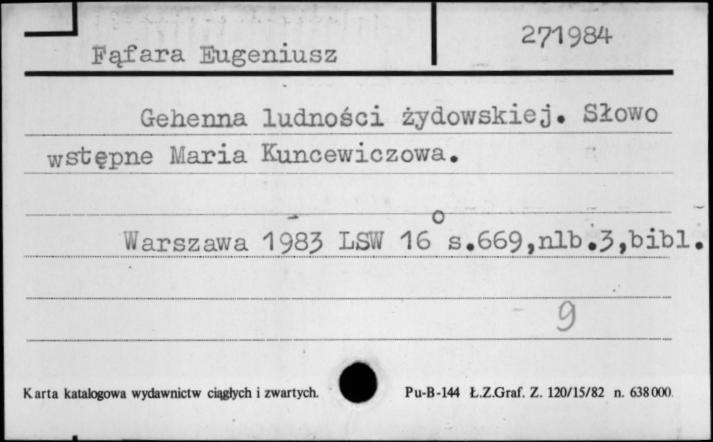 Fąfara Eugeniusz 271984
Gehenna ludności żydowskiej. Słowo
wstępne Maria Kuncewiczowa.
Warszawa 1983 LSW 16° s.669,nlb.3,bibl.
9
Karta katalogowa wydawnictw ciągłych i zwartych. Pu-B-144 Ł.Z.Graf. Z. 120/15/82 n. 638000.